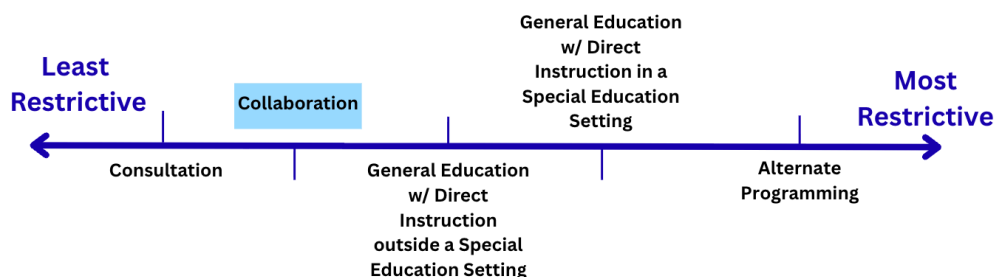 Least
Restrictive
Consultation
Collaboration
General Education
w/ Direct
Instruction
outside a Special
Education Setting
General Education
w/ Direct
Instruction in a
Special Education
Setting
Alternate
Programming
Most
Restrictive